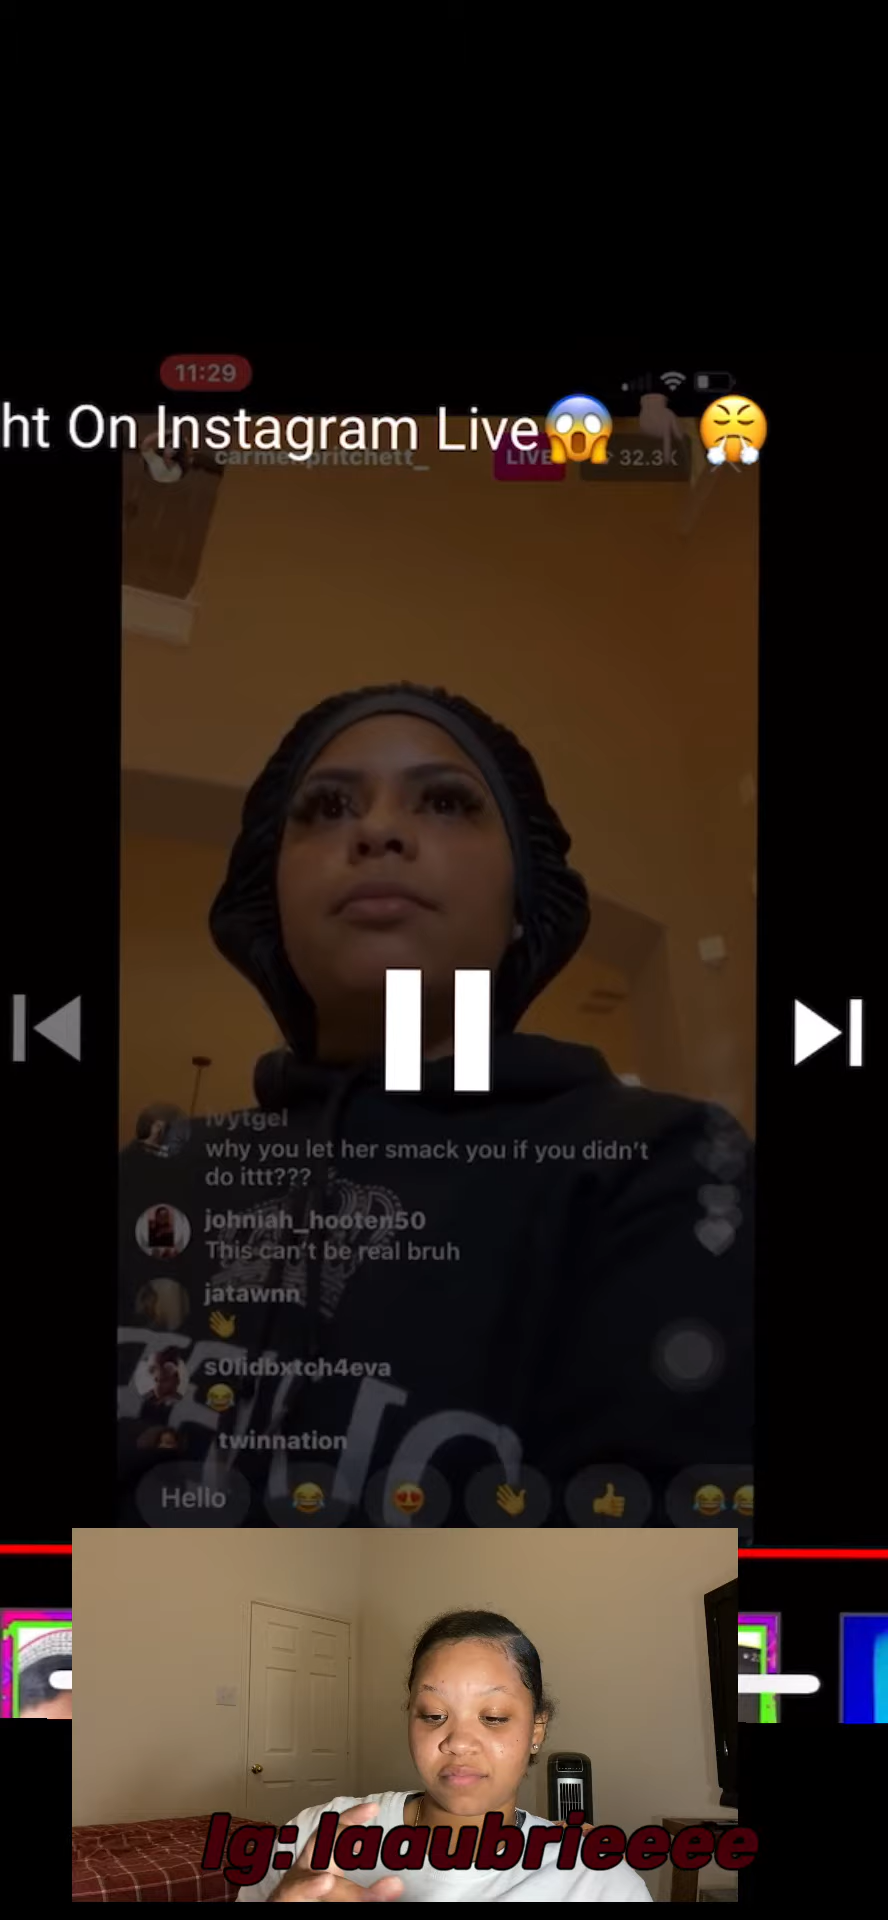 11:29
ht On Instagram Live😱 😤
carmenpritchett_
LIVE
32.3K
ivytgel
why you let her smack you if you didn't
do ittt???
johniah_hooten50
This can't be real bruh
jatawnn
👋
s0lidbxtch4eva
😂
twinnation
Hello 😂 😍 👋 👍 😂😂
Ig: laaubrieeee